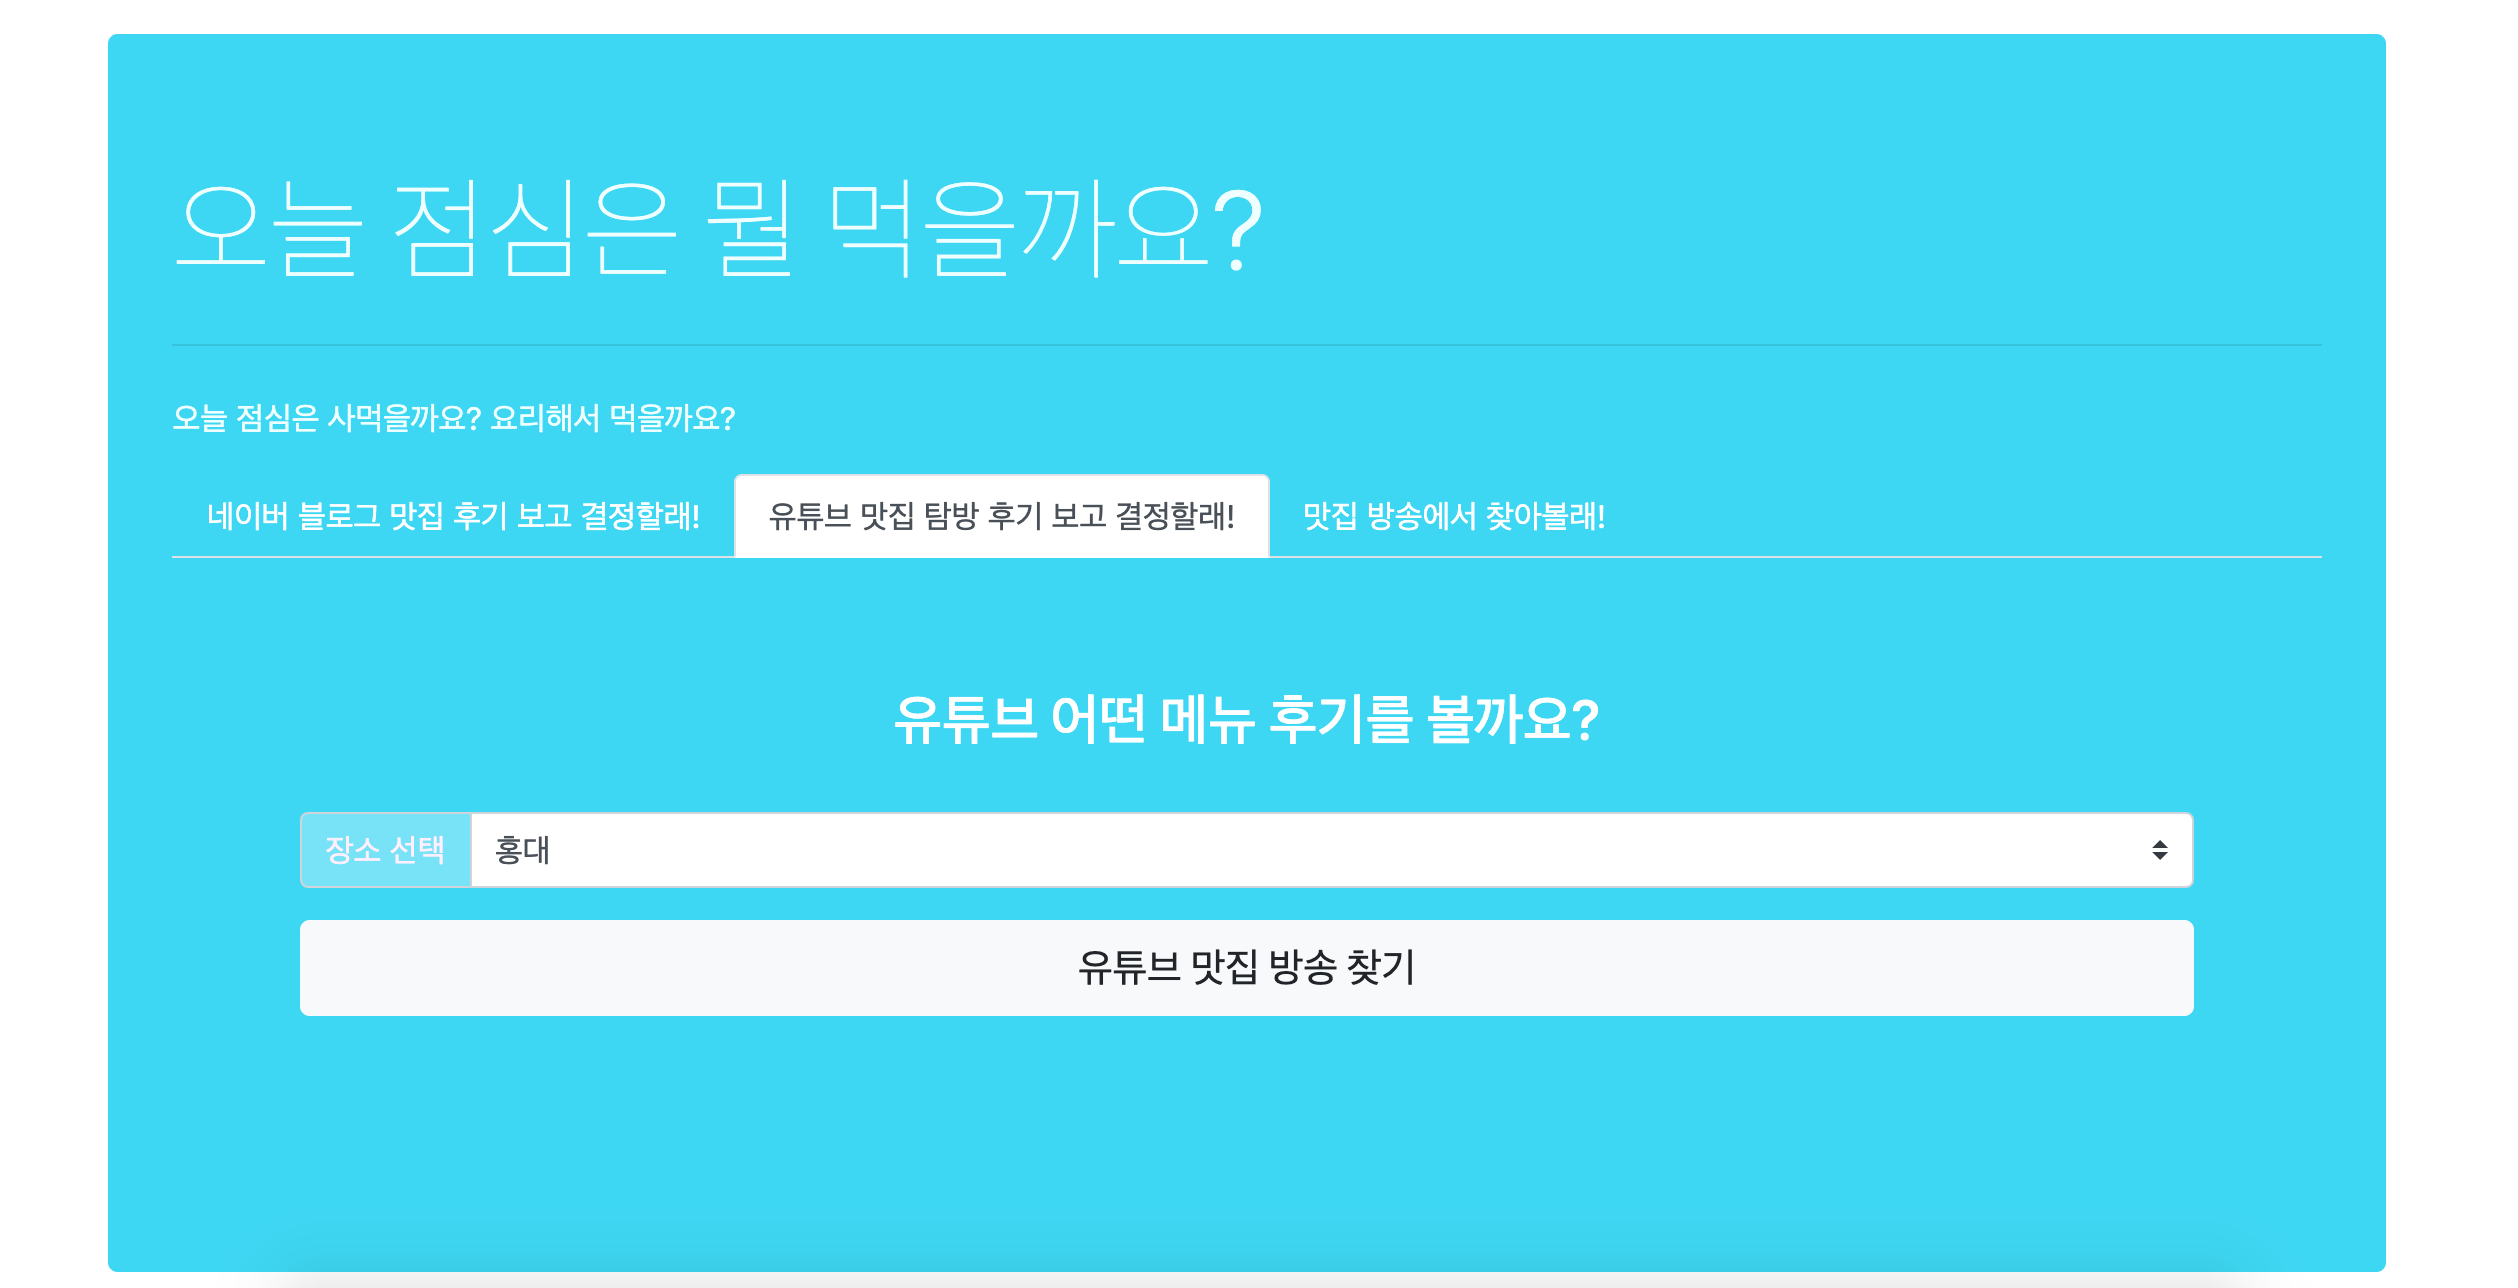 오늘 점심은 뭘 먹을까요?
오늘 점심은 사먹을까요? 요리해서 먹을까요?
네이버 블로그 맛집 후기 보고 결정할래! 유튜브 맛집 탐방 후기 보고 결정할래! 맛집 방송에서 찾아볼래!
유튜브 어떤 메뉴 후기를 볼까요?
장소 선택 홍대
유튜브 맛집 방송 찾기